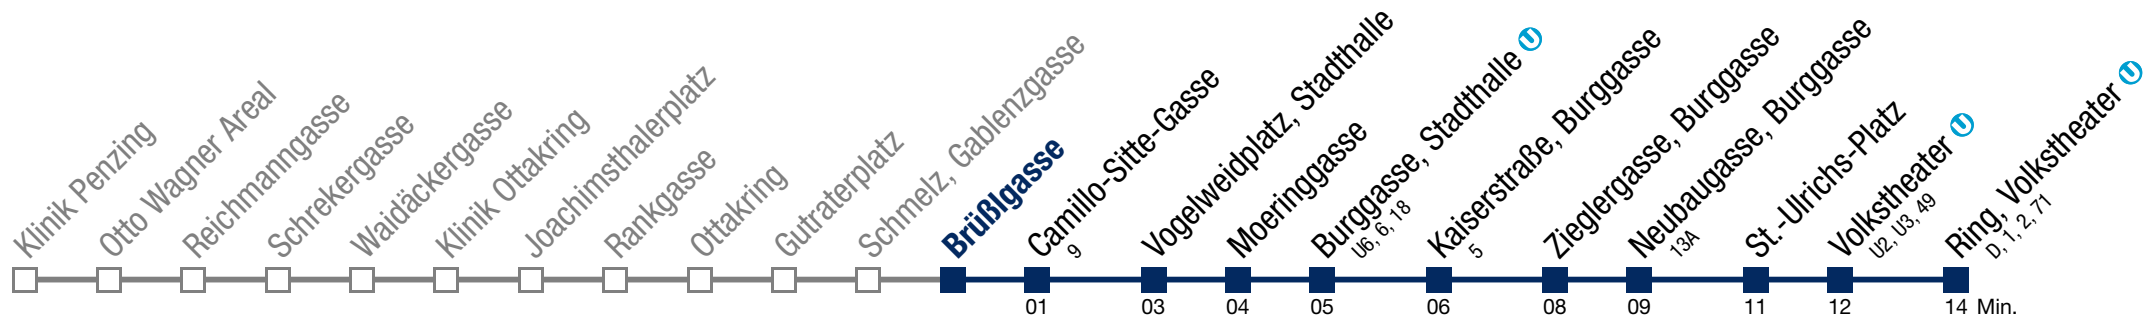 Klinik Penzing
Otto Wagner Areal
Reichmanngasse
Schrekergasse
Waidäckergasse
Klinik Ottakring
Joachimsthalerplatz
Rankgasse
Ottakring
Gutraterplatz
Schmelz, Gablenzgasse
Brüßlgasse
Camillo-Sitte-Gasse
9
Vogelweidplatz, Stadthalle
Moeringgasse
Burggasse, Stadthalle U
U6, 6, 18
Kaiserstraße, Burggasse
5
Zieglergasse, Burggasse
Neubaugasse, Burggasse
13A
St.-Ulrichs-Platz
Volkstheater U
U2, U3, 49
Ring, Volkstheater U
D, 1, 2, 71
01 03 04 05 06 08 09 11 12 14 Min.